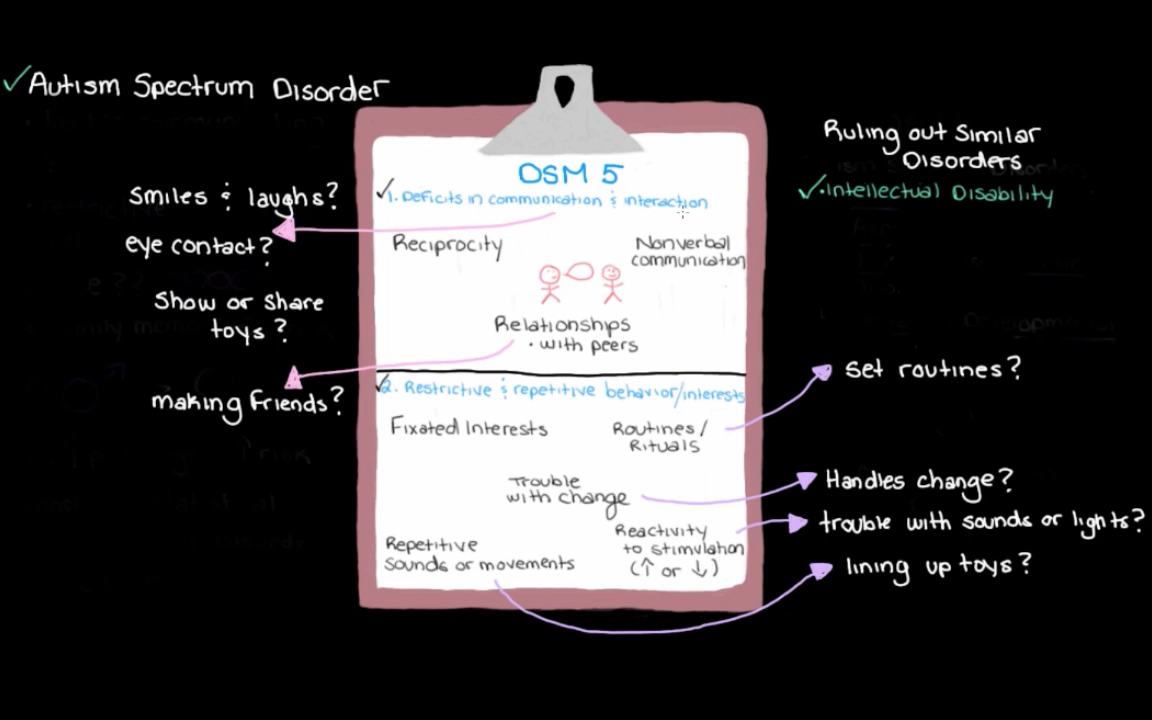 ✓Autism Spectrum Disorder
Smiles & laughs?
eye contact?
Show or share
toys?
making friends?
DSM 5
✓1. Deficits in communication & interaction
Reciprocity
Nonverbal
communication
Relationships
• with peers
✓2. Restrictive & repetitive behavior/interests
Fixated Interests
Routines/
Rituals
Trouble
with change
Reactivity
to stimulation
(↑ or ↓)
Repetitive
sounds or movements
Ruling out Similar
Disorders
✓•Intellectual Disability
set routines?
Handles change?
trouble with sounds or lights?
lining up toys?